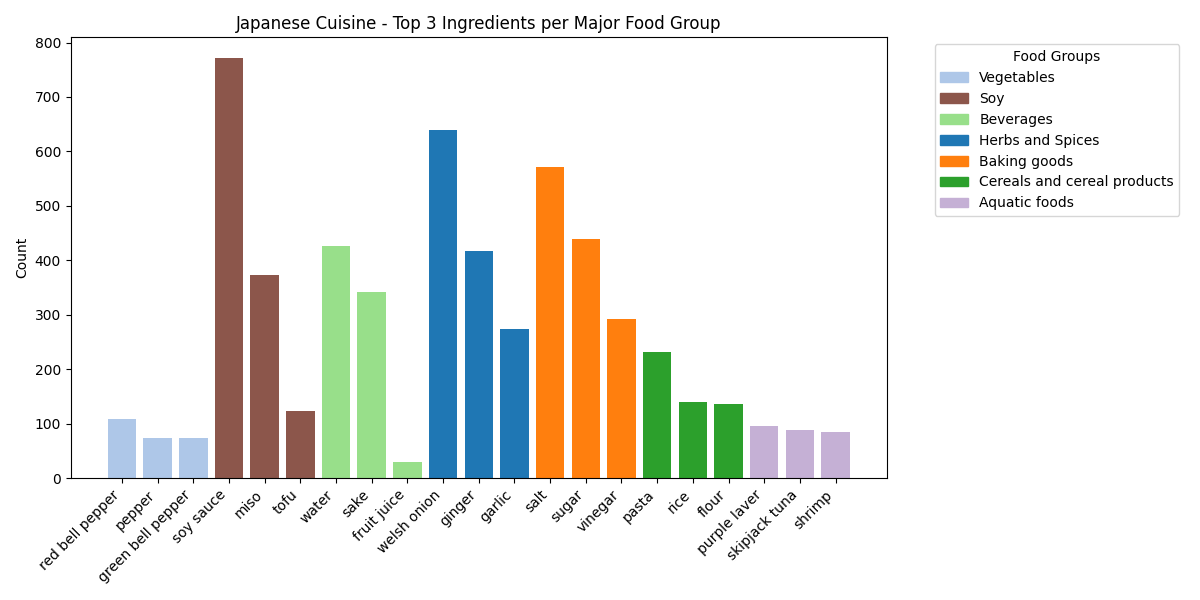 Japanese Cuisine - Top 3 Ingredients per Major Food Group
Count
800
700
600
500
400
300
200
100
0
red bell pepper
pepper
green bell pepper
soy sauce
miso
tofu
water
sake
fruit juice
welsh onion
ginger
garlic
salt
sugar
vinegar
pasta
rice
flour
purple laver
skipjack tuna
shrimp
Food Groups
Vegetables
Soy
Beverages
Herbs and Spices
Baking goods
Cereals and cereal products
Aquatic foods